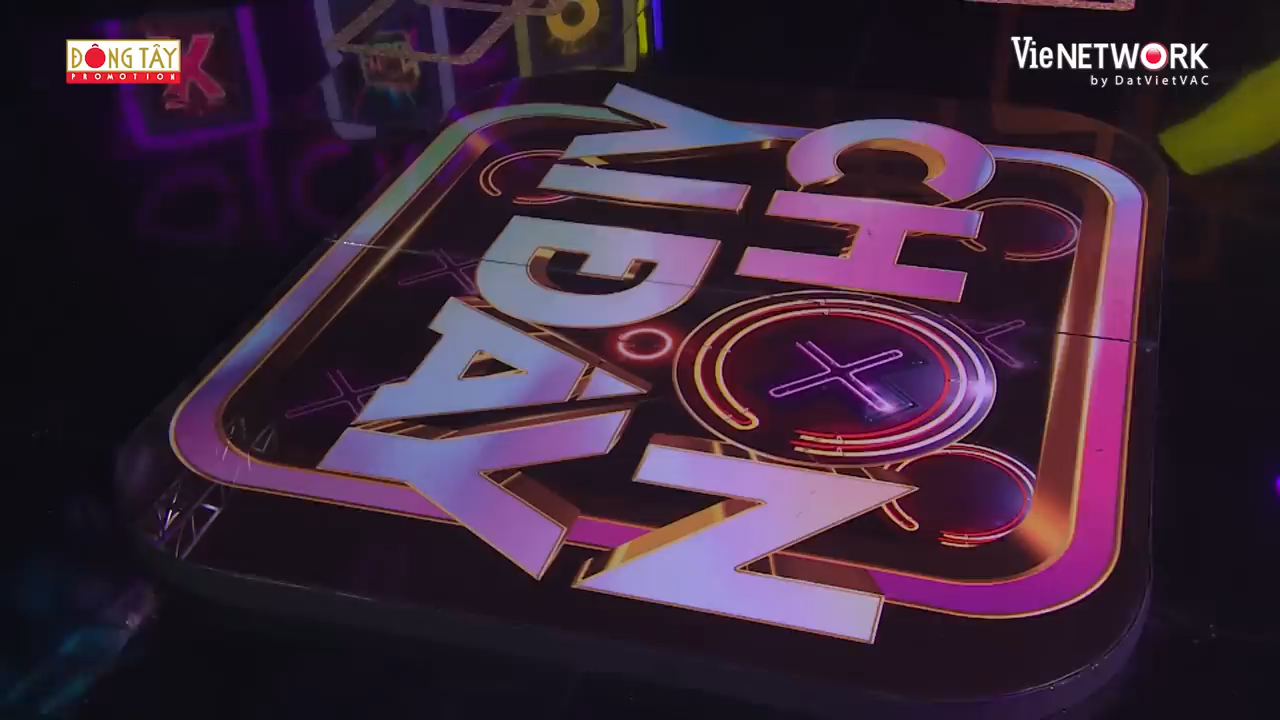 ĐÔNG TÂY
PROMOTION
VieNETWORK
by DatVietVAC
CHỌN
AI ĐÂY